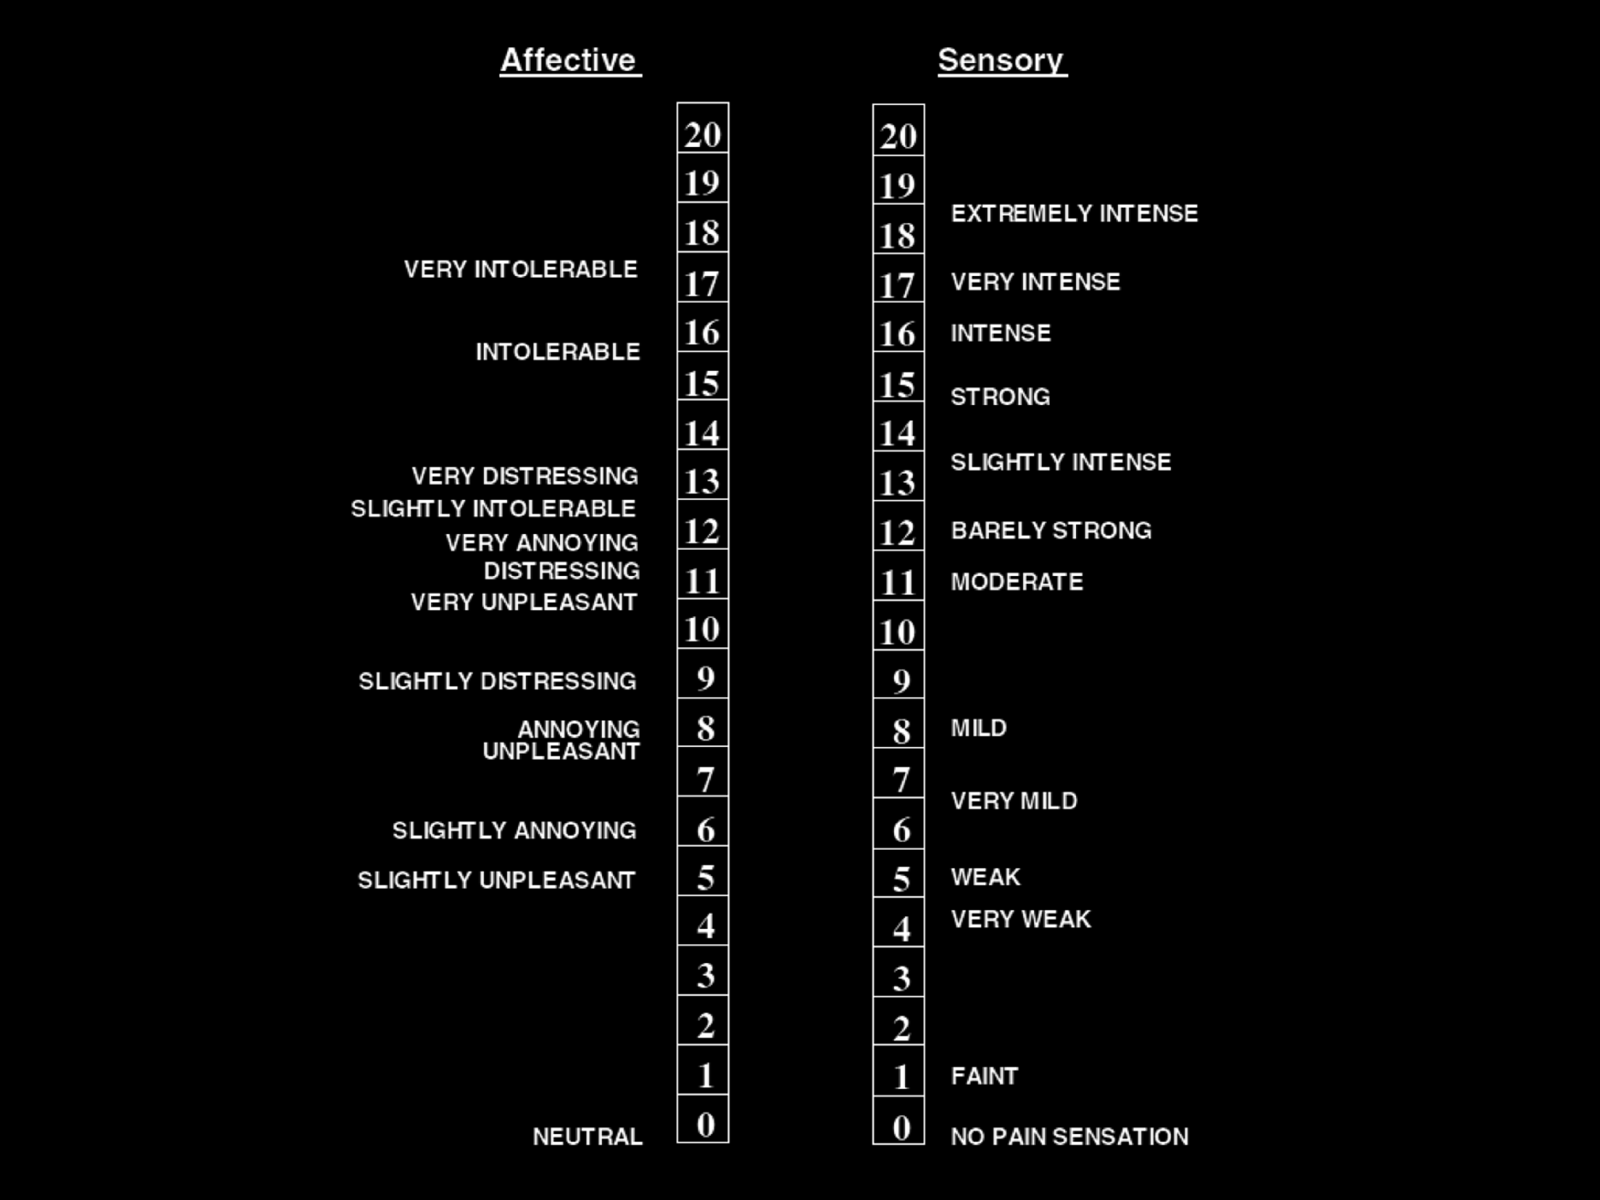 Affective
20
19
18
VERY INTOLERABLE
17
16
INTOLERABLE
15
14
VERY DISTRESSING
13
SLIGHTLY INTOLERABLE
12
VERY ANNOYING
DISTRESSING
11
VERY UNPLEASANT
10
SLIGHTLY DISTRESSING
9
ANNOYING
8
UNPLEASANT
7
SLIGHTLY ANNOYING
6
SLIGHTLY UNPLEASANT
5
4
3
2
1
0
NEUTRAL
Sensory
20
19
EXTREMELY INTENSE
18
17
VERY INTENSE
16
INTENSE
15
STRONG
14
SLIGHTLY INTENSE
13
12
BARELY STRONG
11
MODERATE
10
9
8
MILD
7
VERY MILD
6
5
WEAK
VERY WEAK
4
3
2
1
FAINT
0
NO PAIN SENSATION